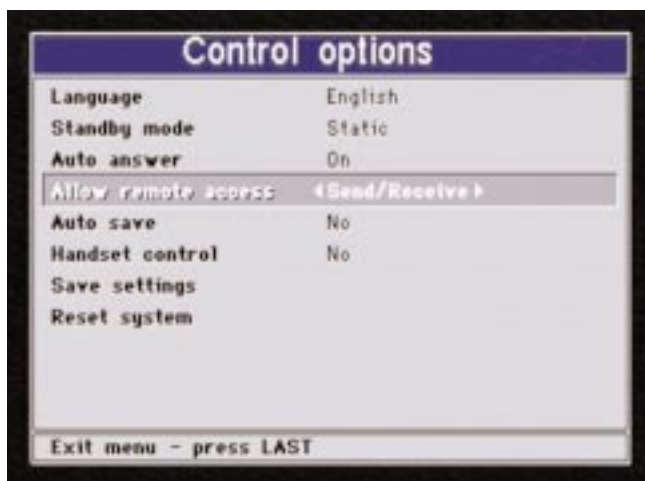 Control options
Language English
Standby mode Static
Auto answer On
Allow remote access Send/Receive
Auto save No
Handset control No
Save settings
Reset system
Exit menu - press LAST